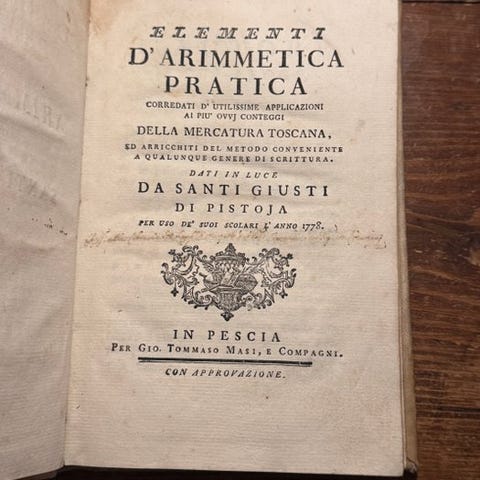 ELEMENTI
D'ARIMMETICA
PRATICA
CORREDATI D' UTILISSIME APPLICAZIONI
AI PIU' OVVJ CONTEGGI
DELLA MERCATURA TOSCANA,
ED ARRICCHITI DEL METODO CONVENIENTE
A QUALUNQUE GENERE DI SCRITTURA.
DATI IN LUCE
DA SANTI GIUSTI
DI PISTOJA
PER USO DE' SUOI SCOLARI L'ANNO 1778.
IN PESCIA
PER GIO. TOMMASO MASI, E COMPAGNI.
CON APPROVAZIONE.